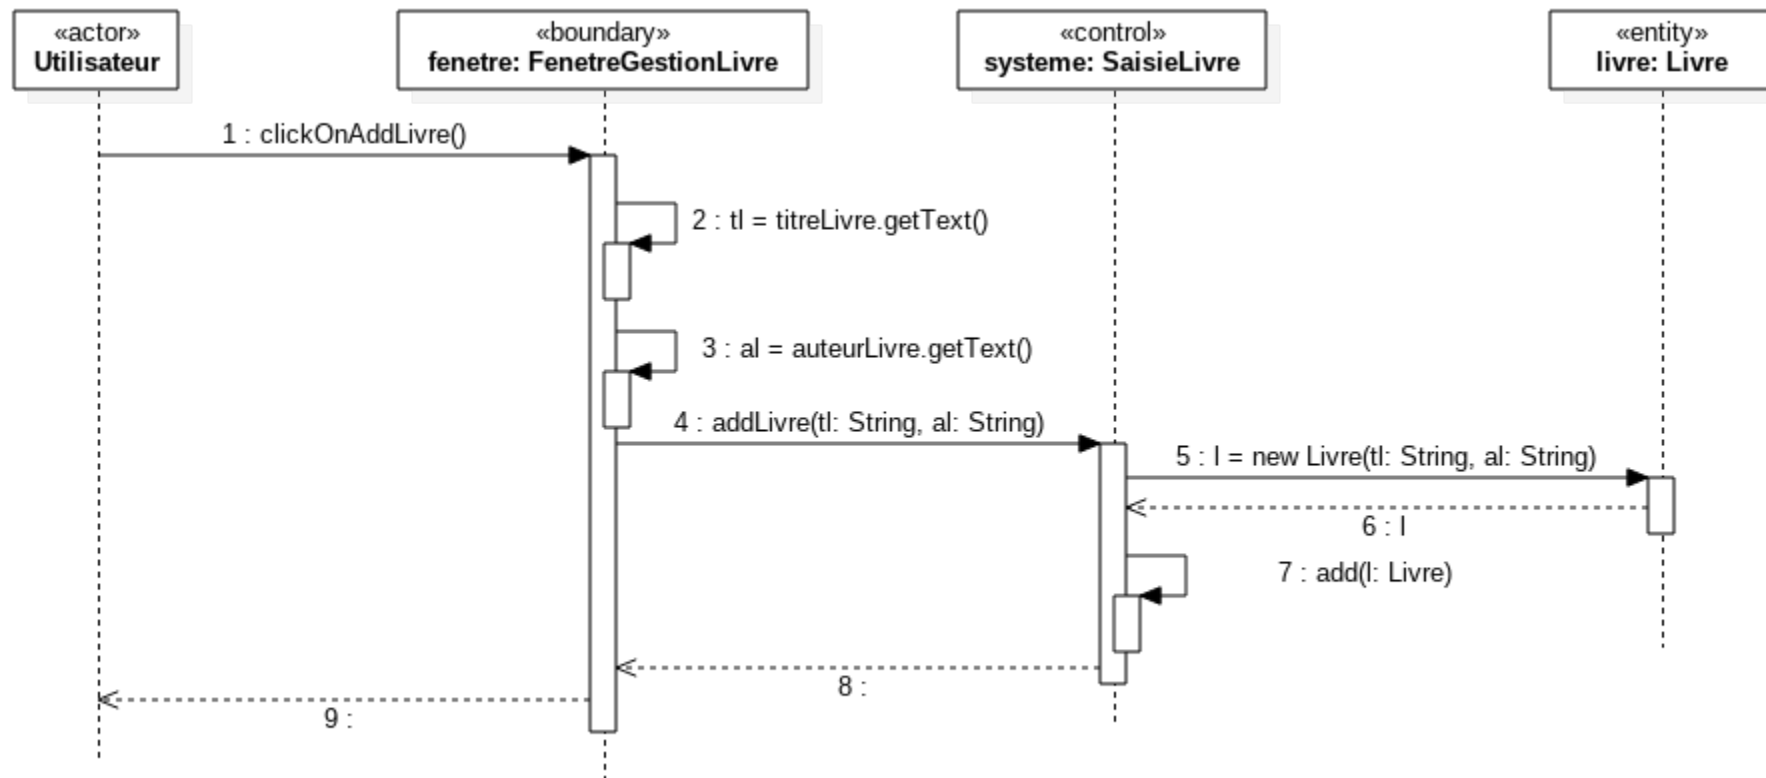 «actor»
Utilisateur
«boundary»
fenetre: FenetreGestionLivre
«control»
systeme: SaisieLivre
«entity»
livre: Livre
1 : clickOnAddLivre()
2 : tl = titreLivre.getText()
3 : al = auteurLivre.getText()
4 : addLivre(tl: String, al: String)
5 : l = new Livre(tl: String, al: String)
6 : l
7 : add(l: Livre)
8 :
9 :